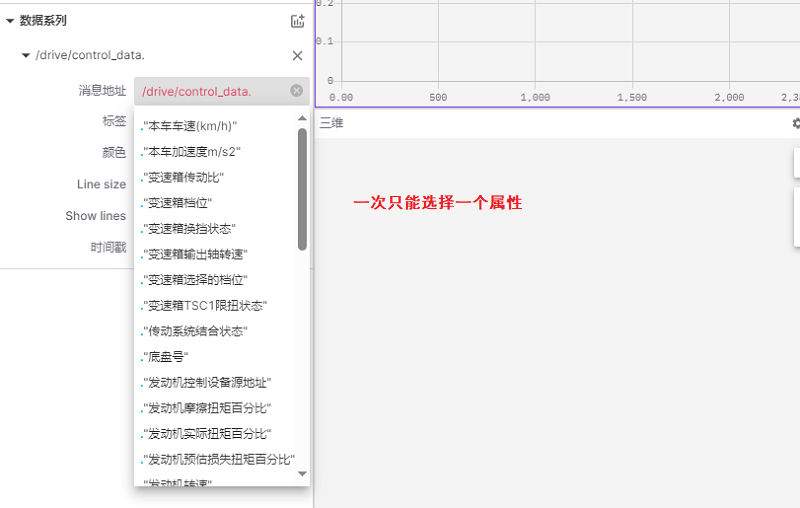 数据系列
/drive/control_data.
消息地址 /drive/control_data.
标签
颜色
Line size
Show lines
时间戳
."本车车速(km/h)"
."本车加速度m/s2"
."变速箱传动比"
."变速箱档位"
."变速箱换挡状态"
."变速箱输出轴转速"
."变速箱选择的档位"
."变速箱TSC1限扭状态"
."传动系统结合状态"
."底盘号"
."发动机控制设备源地址"
."发动机摩擦扭矩百分比"
."发动机实际扭矩百分比"
."发动机预估损失扭矩百分比"
."发动机转速"
0.2
0.1
0
0.00 500 1,000 1,500 2,000
三维
一次只能选择一个属性